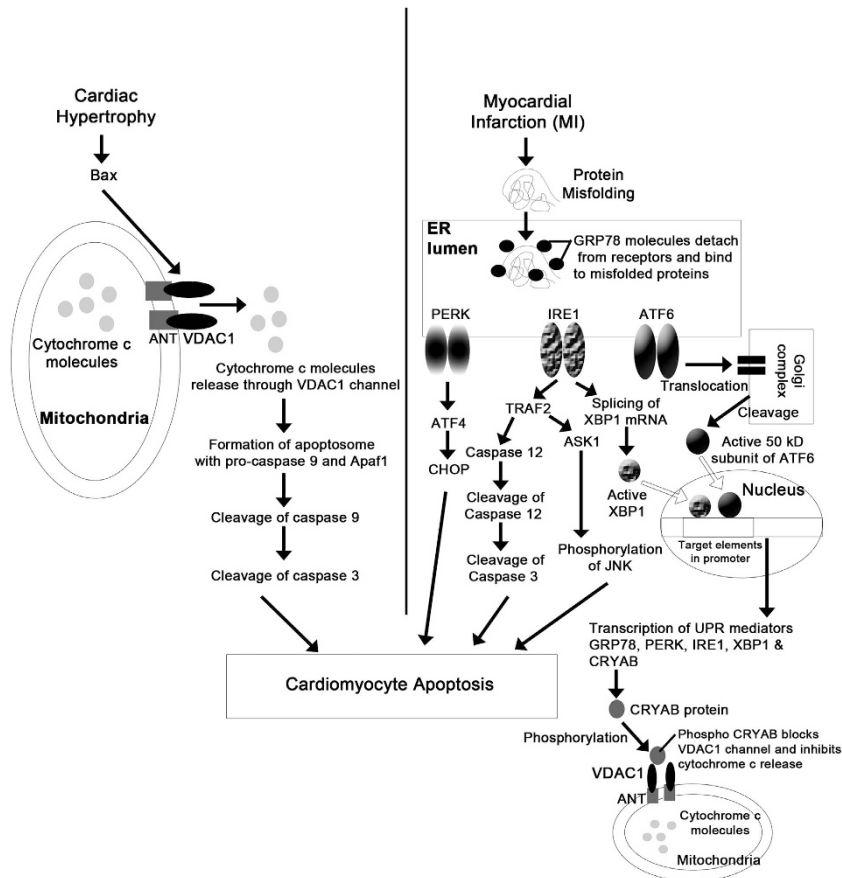 Cardiac
Hypertrophy
Bax
Cytochrome c
molecules
ANT VDAC1
Mitochondria
Cytochrome c molecules
release through VDAC1 channel
Formation of apoptosome
with pro-caspase 9 and Apaf1
Cleavage of caspase 9
Cleavage of caspase 3
Myocardial
Infarction (MI)
Protein
Misfolding
ER
lumen
GRP78 molecules detach
from receptors and bind
to misfolded proteins
PERK
IRE1
ATF6
Golgi
complex
Translocation
Cleavage
ATF4
CHOP
TRAF2
Caspase 12
Cleavage of
Caspase 12
Cleavage of
Caspase 3
ASK1
Phosphorylation
of JNK
Splicing of
XBP1 mRNA
Active
XBP1
Active 50 kD
subunit of ATF6
Nucleus
Target elements
in promoter
Cardiomyocyte Apoptosis
Transcription of UPR mediators
GRP78, PERK, IRE1, XBP1 &
CRYAB
CRYAB protein
Phosphorylation
Phospho CRYAB blocks
VDAC1 channel and inhibits
cytochrome c release
VDAC1
ANT
Cytochrome c
molecules
Mitochondria